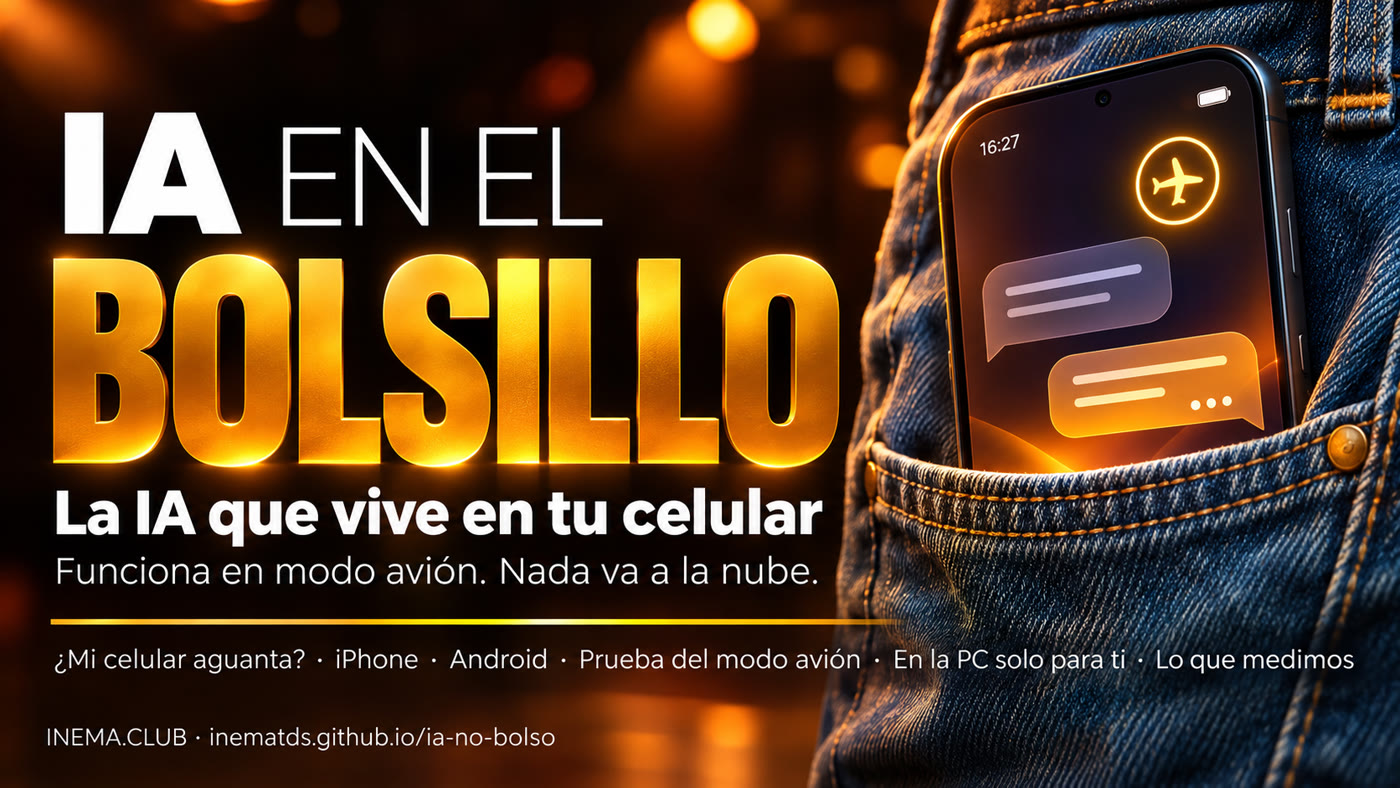 IA EN EL
BOLSILLO
La IA que vive en tu celular
Funciona en modo avión. Nada va a la nube.
¿Mi celular aguanta? · iPhone · Android · Prueba del modo avión · En la PC solo para ti · Lo que medimos
INEMA.CLUB · inematds.github.io/ia-no-bolso
16:27